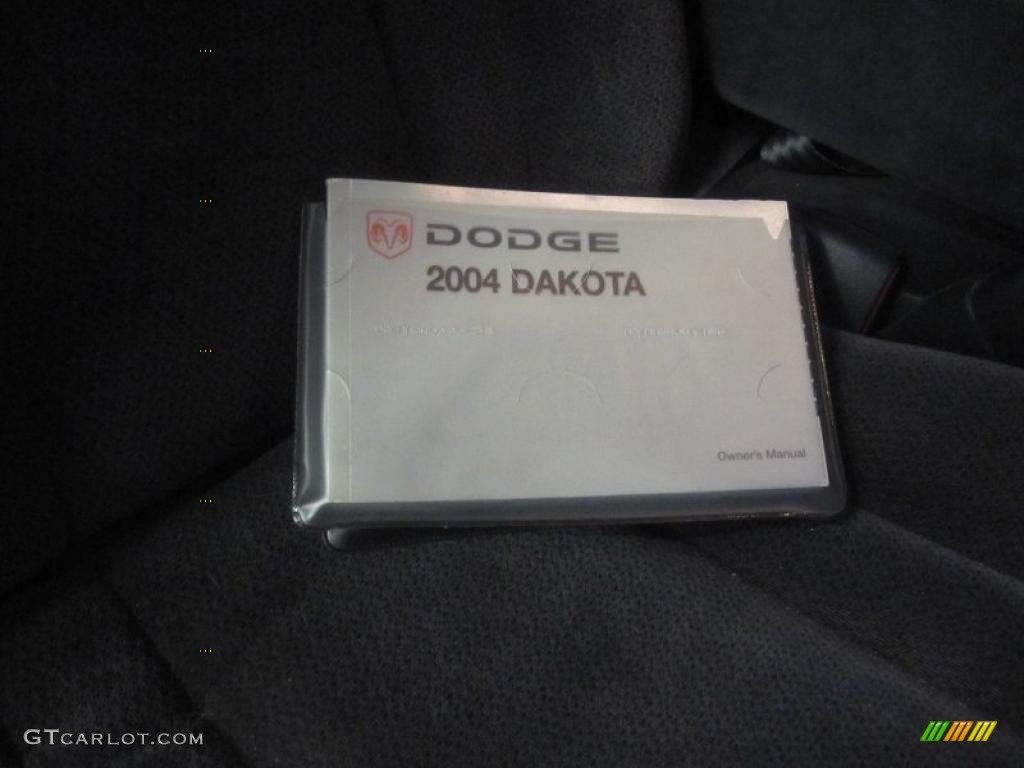 DODGE
2004 DAKOTA
Owner's Manual
GTCARLOT.COM